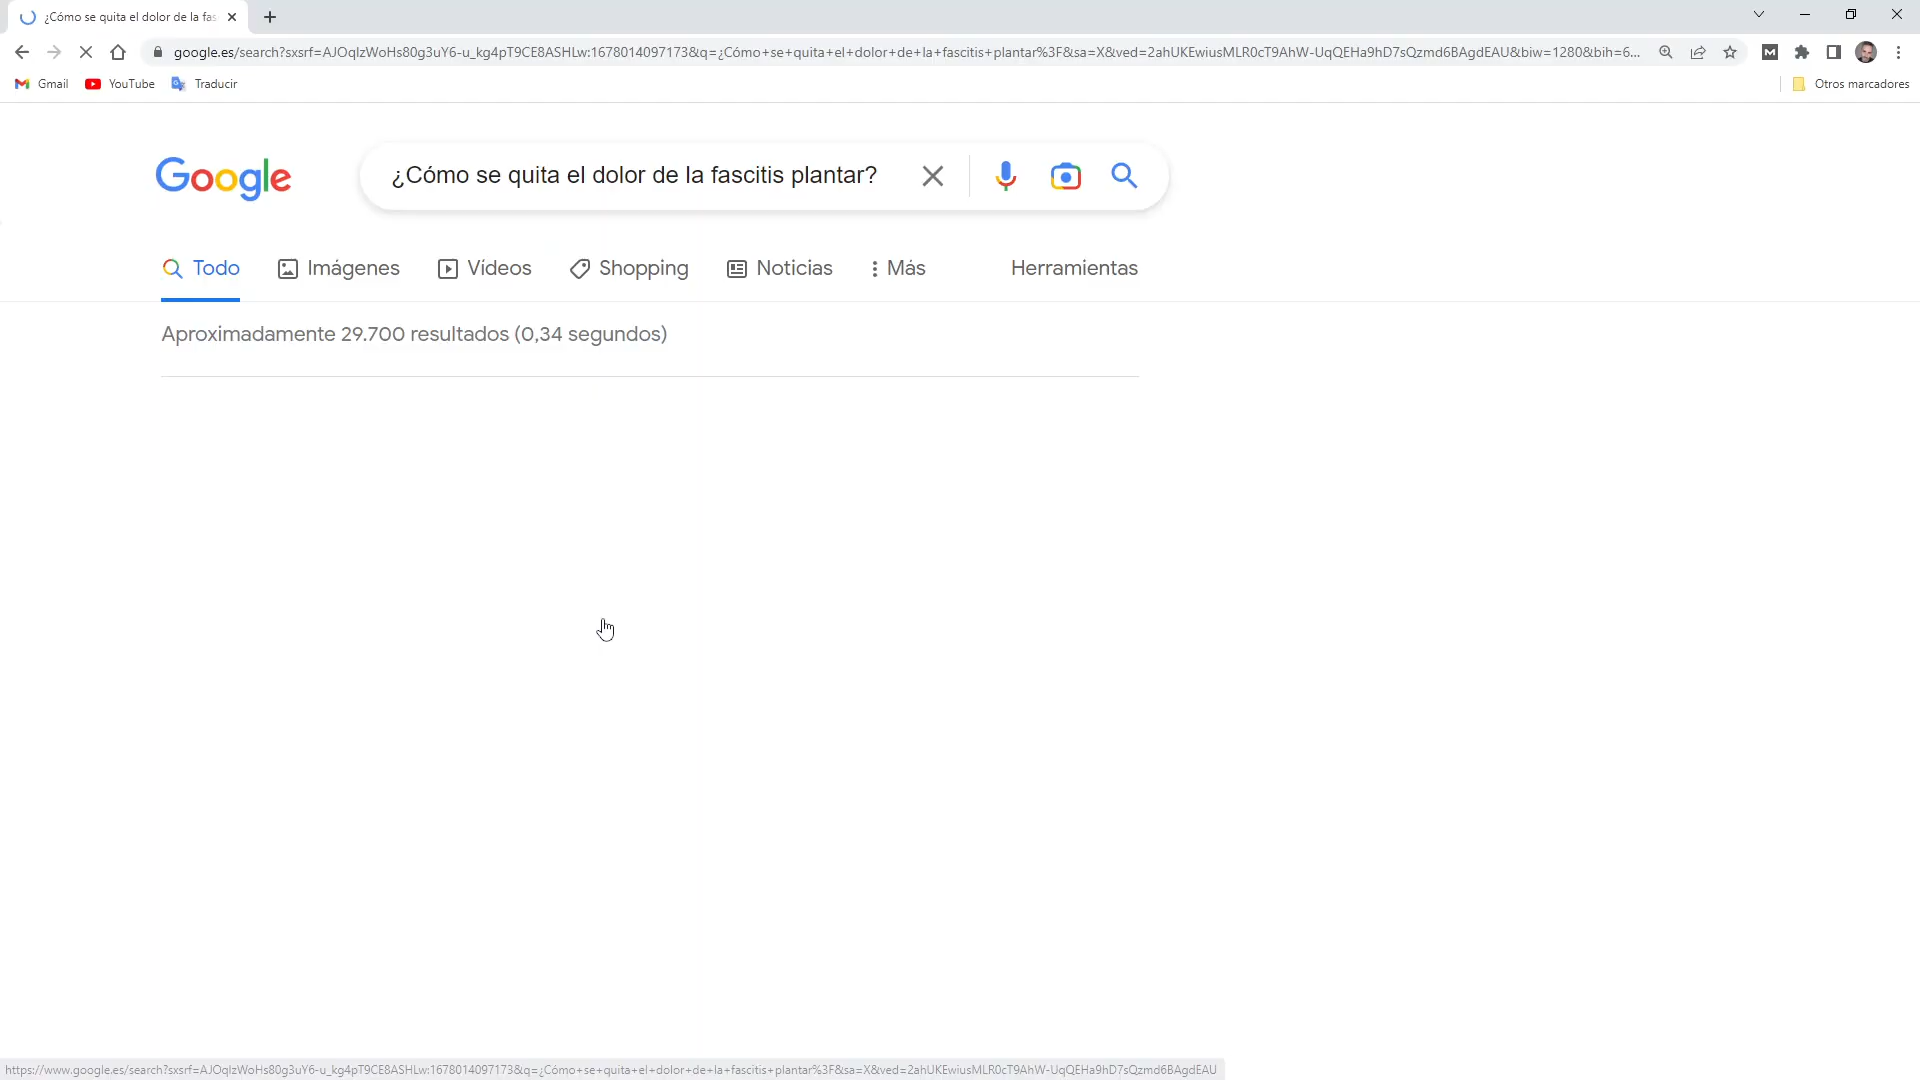 ¿Cómo se quita el dolor de la fas
google.es/search?sxsrf=AJOqlzWoHs80g3uY6-u_kg4pT9CE8ASHLw:1678014097173&q=¿Cómo+se+quita+el+dolor+de+la+fascitis+plantar%3F&sa=X&ved=2ahUKEwiusMLR0cT9AhW-UqQEHa9hD7sQzmd6BAgdEAU&biw=1280&bih=6...
Gmail YouTube Traducir Otros marcadores
Google ¿Cómo se quita el dolor de la fascitis plantar?
Todo Imágenes Vídeos Shopping Noticias Más Herramientas
Aproximadamente 29.700 resultados (0,34 segundos)
https://www.google.es/search?sxsrf=AJOqlzWoHs80g3uY6-u_kg4pT9CE8ASHLw:1678014097173&q=¿Cómo+se+quita+el+dolor+de+la+fascitis+plantar%3F&sa=X&ved=2ahUKEwiusMLR0cT9AhW-UqQEHa9hD7sQzmd6BAgdEAU